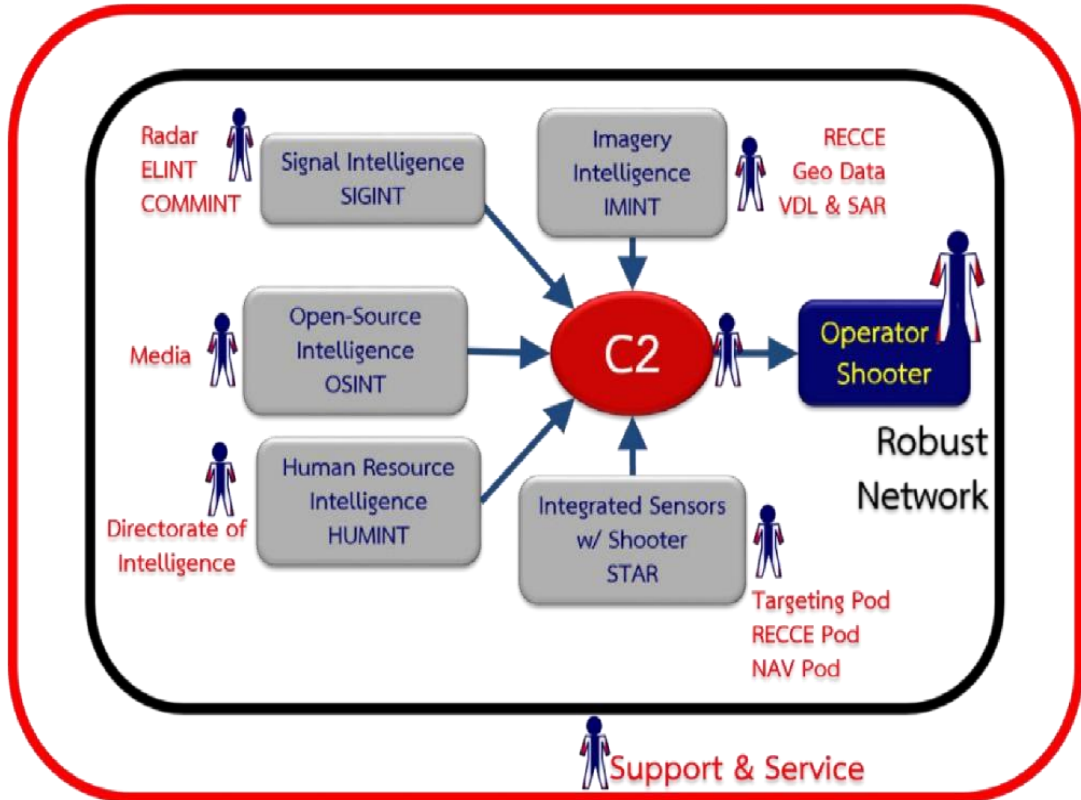 Radar
ELINT
COMMINT
Signal Intelligence
SIGINT
Imagery
Intelligence
IMINT
RECCE
Geo Data
VDL & SAR
Media
Open-Source
Intelligence
OSINT
C2
Operator
Shooter
Robust
Network
Directorate of
Intelligence
Human Resource
Intelligence
HUMINT
Integrated Sensors
w/ Shooter
STAR
Targeting Pod
RECCE Pod
NAV Pod
Support & Service